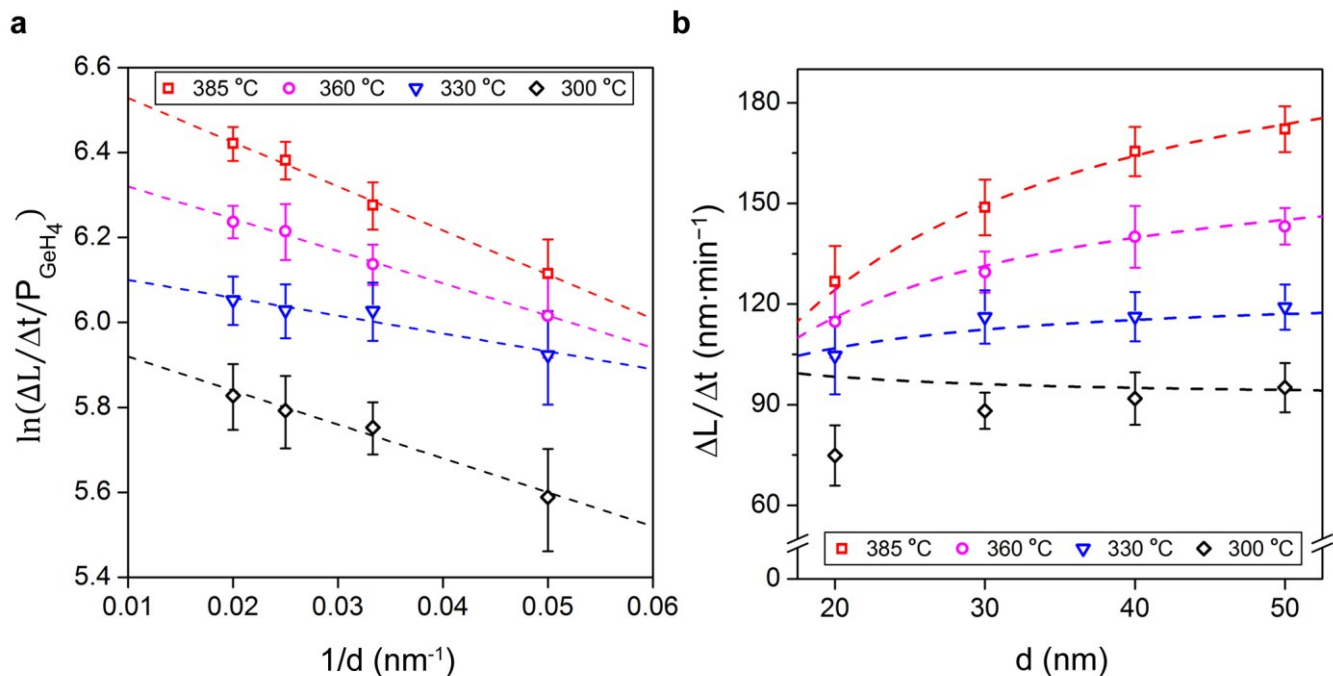 a
6.6
6.4
6.2
6.0
5.8
5.6
5.4
ln(ΔL/Δt/P_GeH₄)
385 °C 360 °C 330 °C 300 °C
0.01 0.02 0.03 0.04 0.05 0.06
1/d (nm⁻¹)
b
180
150
120
90
60
0
ΔL/Δt (nm·min⁻¹)
385 °C 360 °C 330 °C 300 °C
20 30 40 50
d (nm)